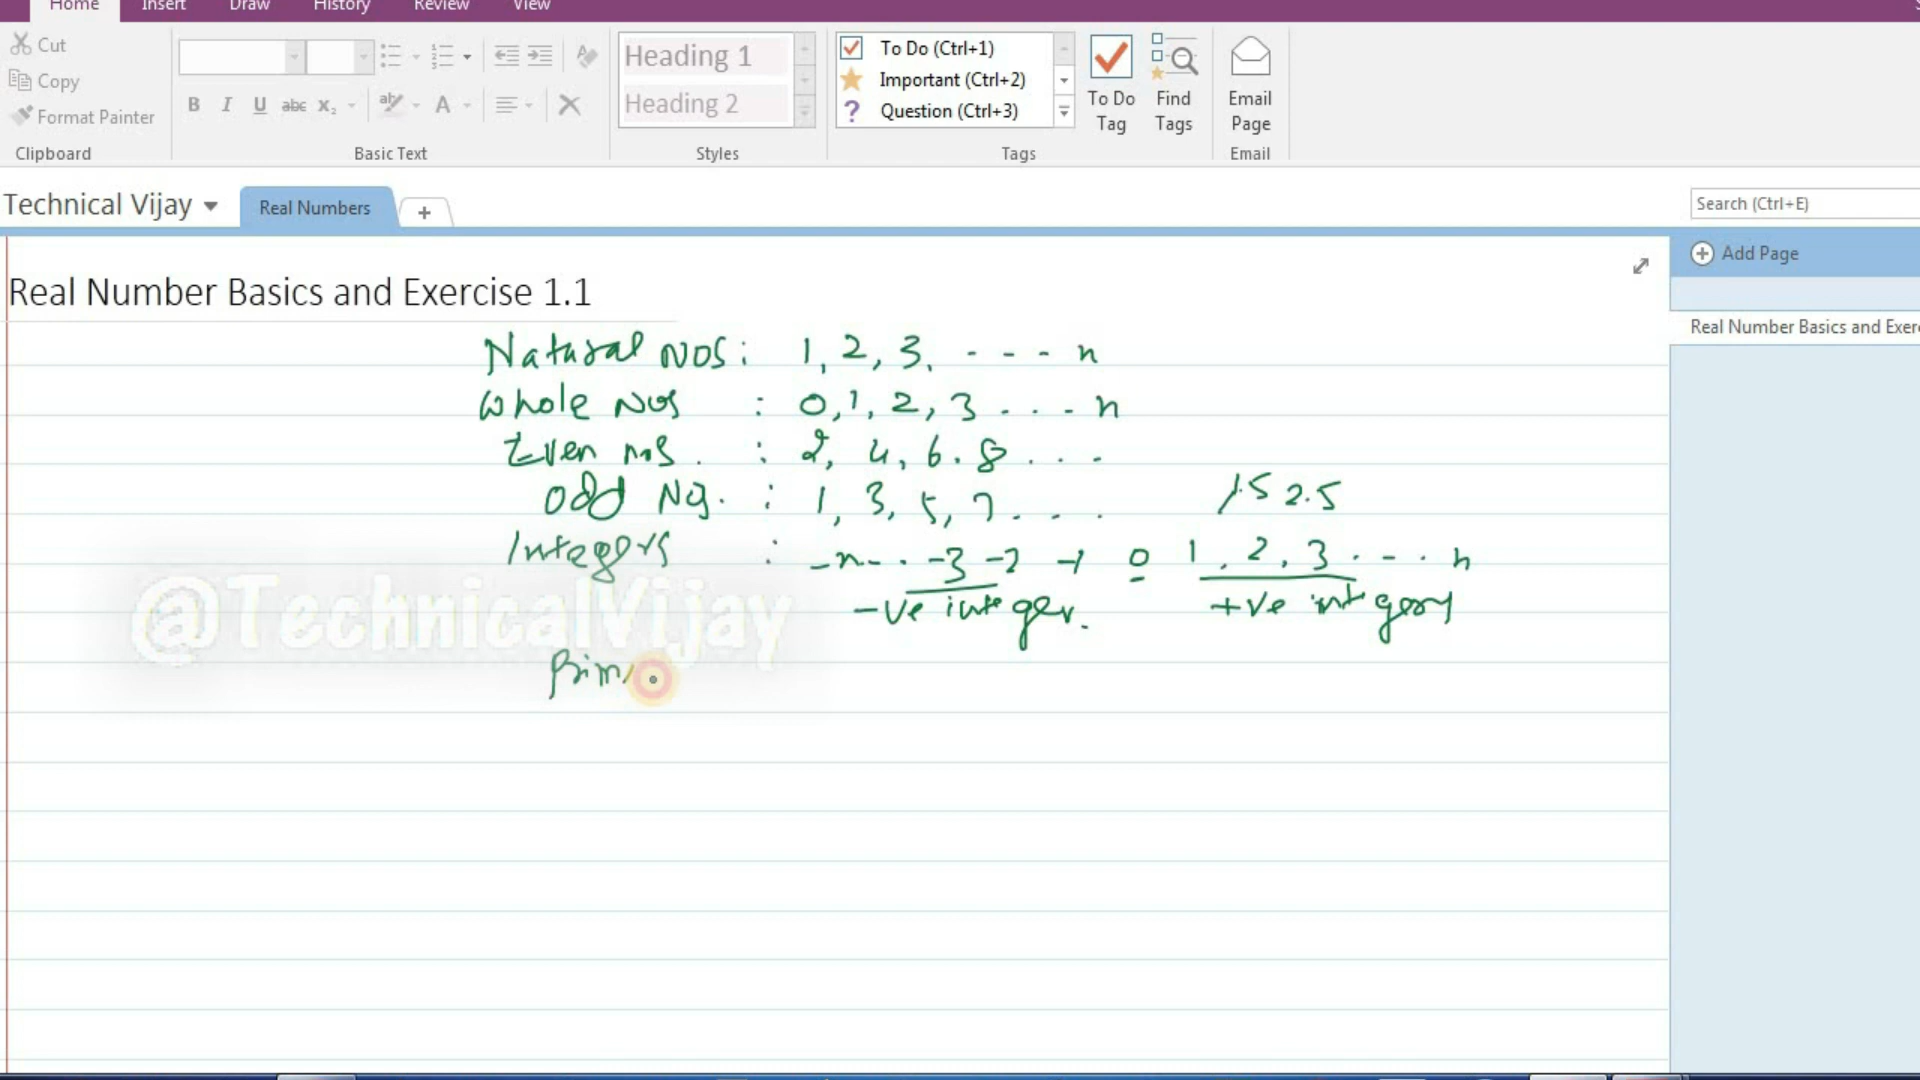 Home Insert Draw History Review View
Cut
Copy
Format Painter
Clipboard
B I U abc X₂ A
Basic Text
Heading 1
Heading 2
Styles
To Do (Ctrl+1)
Important (Ctrl+2)
Question (Ctrl+3)
Tags
To Do Tag
Find Tags
Email Page
Email
Technical Vijay
Real Numbers
+
Search (Ctrl+E)
Add Page
Real Number Basics and Exer
Real Number Basics and Exercise 1.1
Natural NOS : 1, 2, 3, - - - n
Whole Nos : 0, 1, 2, 3 . . . - n
Even nos. : 2, 4, 6. 8 . . .
Odd No. : 1, 3, 5, 7 . . .
1.5 2.5
Integers : -n - . . -3 -2 -1 0 1, 2, 3 . - . . n
-ve integer. +ve integers
@TechnicalVijay
Prim